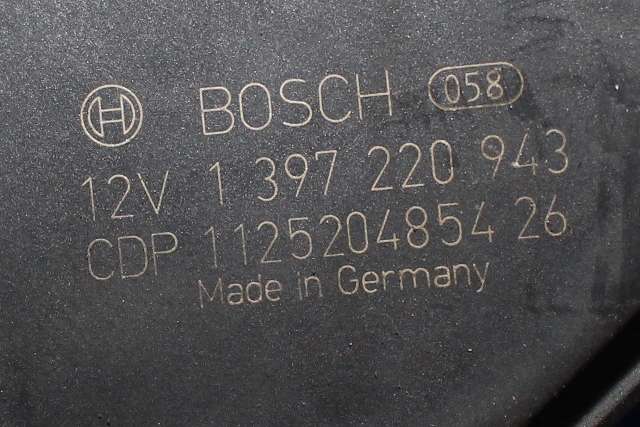 BOSCH 058
12V 1 397 220 943
CDP 1125204854 26
Made in Germany